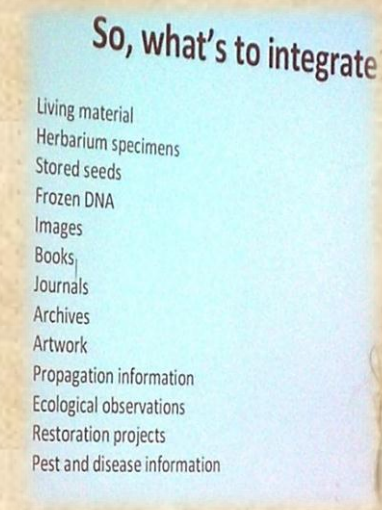 So, what's to integrate
Living material
Herbarium specimens
Stored seeds
Frozen DNA
Images
Books
Journals
Archives
Artwork
Propagation information
Ecological observations
Restoration projects
Pest and disease information